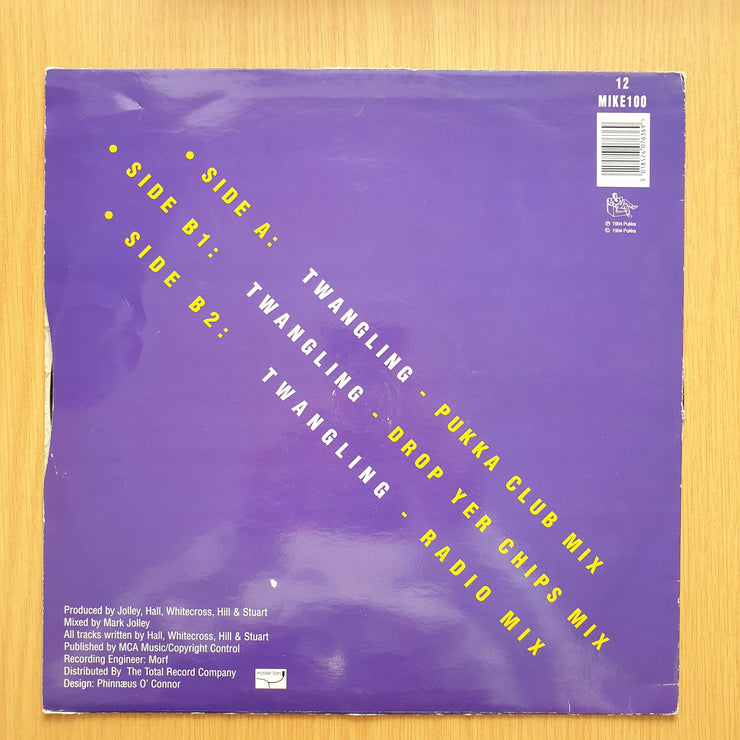 12
MIKE100
5 018524 076369 >
℗ 1994 Pukka
© 1994 Pukka
• SIDE A: TWANGLING - PUKKA CLUB MIX
• SIDE B1: TWANGLING - DROP YER CHIPS MIX
• SIDE B2: TWANGLING - RADIO MIX
Produced by Jolley, Hall, Whitecross, Hill & Stuart
Mixed by Mark Jolley
All tracks written by Hall, Whitecross, Hill & Stuart
Published by MCA Music/Copyright Control
Recording Engineer: Morf
Distributed By The Total Record Company
Design: Phinnæus O' Connor